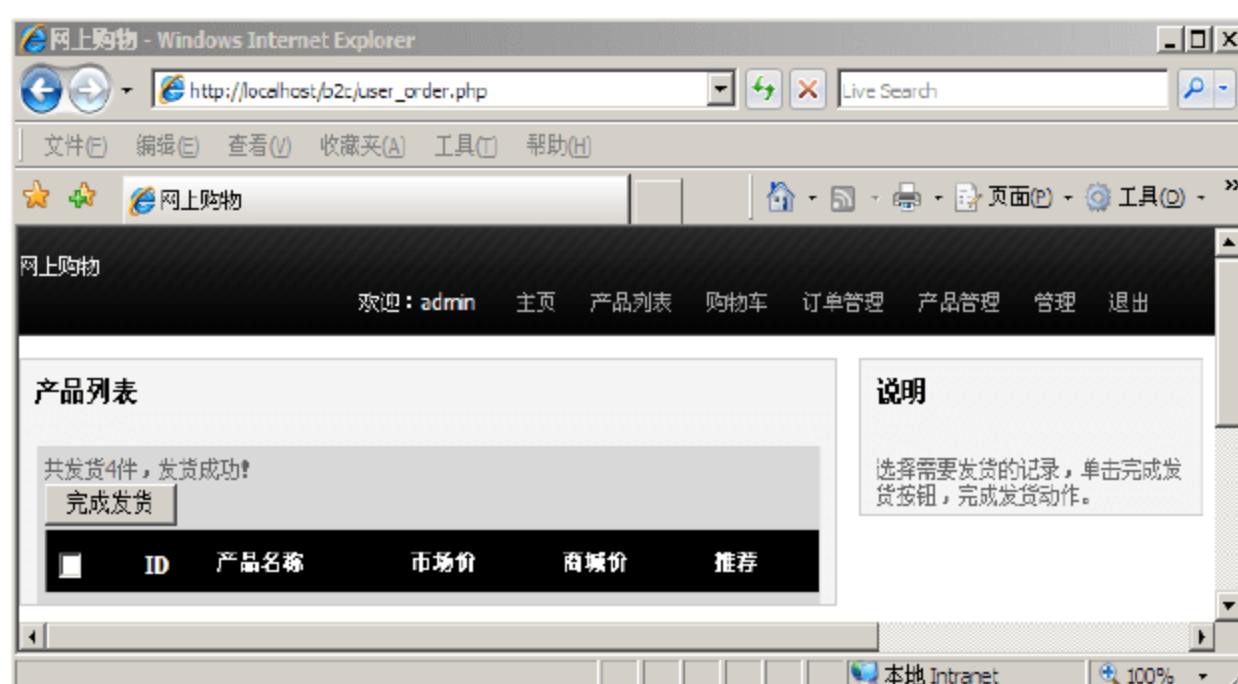 网上购物 - Windows Internet Explorer
http://localhost/b2c/user_order.php
Live Search
文件(F) 编辑(E) 查看(V) 收藏夹(A) 工具(T) 帮助(H)
网上购物
页面(P) 工具(O) »
网上购物
欢迎：admin 主页 产品列表 购物车 订单管理 产品管理 管理 退出
产品列表
共发货4件，发货成功!
完成发货
ID 产品名称 市场价 商城价 推荐
说明
选择需要发货的记录，单击完成发
货按钮，完成发货动作。
本地 Intranet 100%